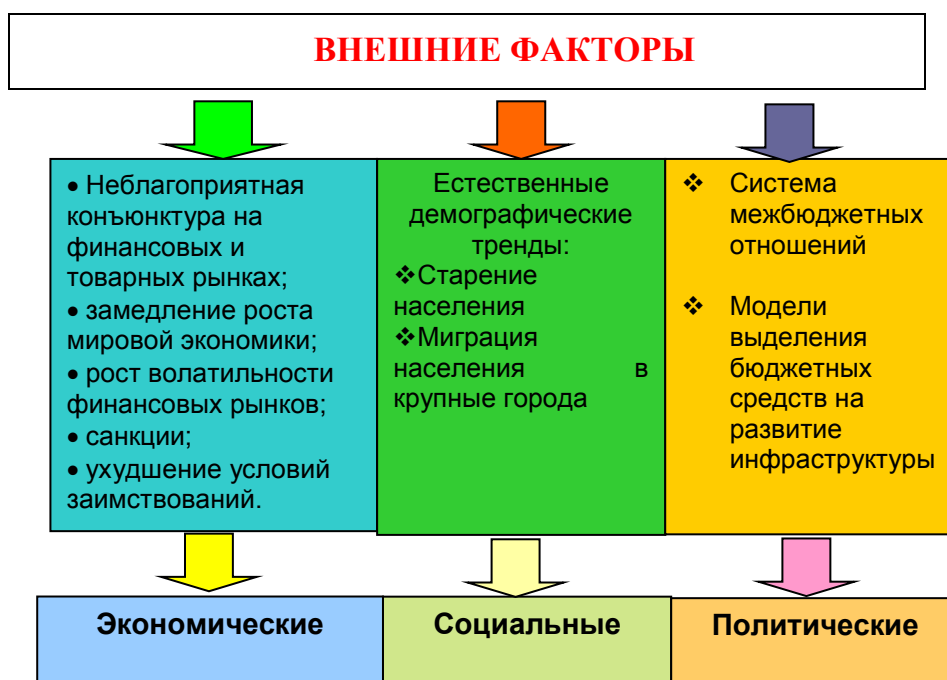 ВНЕШНИЕ ФАКТОРЫ
• Неблагоприятная
конъюнктура на
финансовых и
товарных рынках;
• замедление роста
мировой экономики;
• рост волатильности
финансовых рынков;
• санкции;
• ухудшение условий
заимствований.
Естественные
демографические
тренды:
❖Старение
населения
❖Миграция
населения в
крупные города
❖ Система
межбюджетных
отношений
❖ Модели
выделения
бюджетных
средств на
развитие
инфраструктуры
Экономические
Социальные
Политические